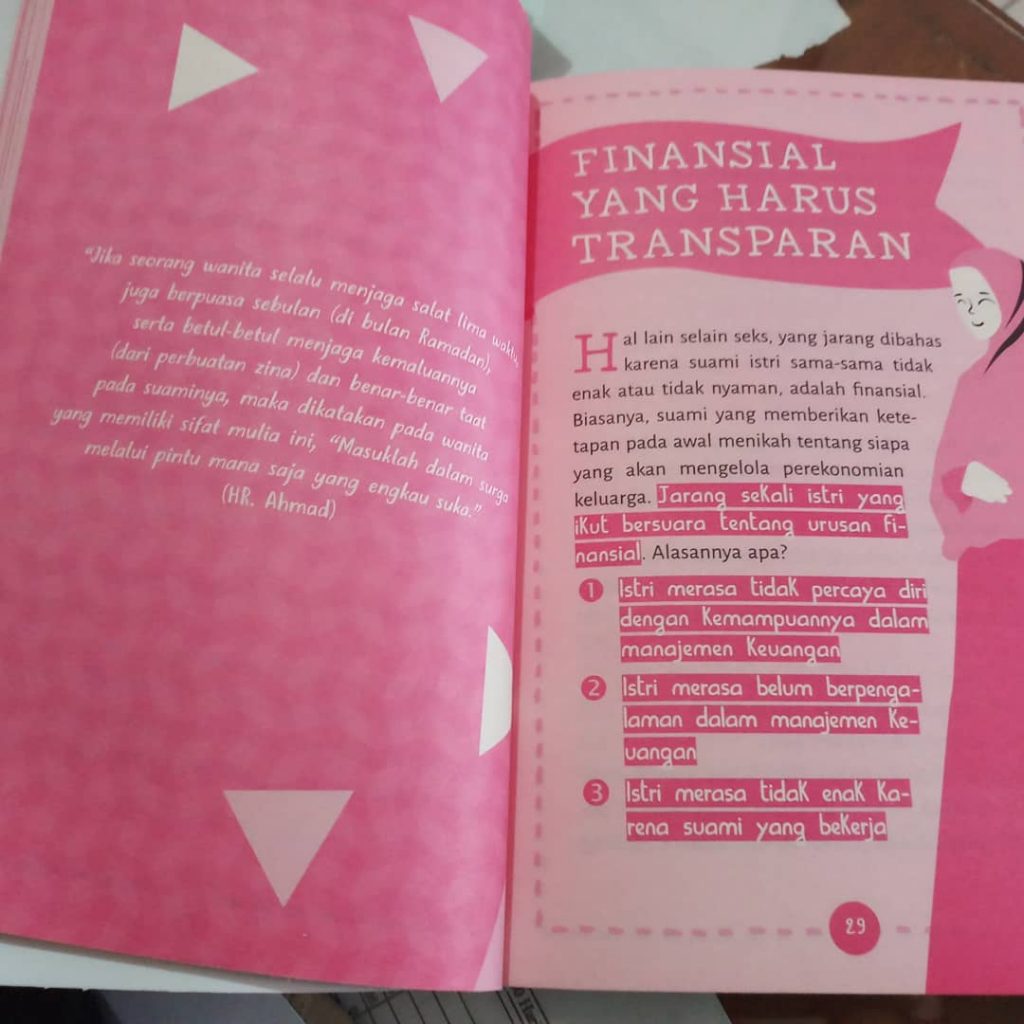 "Jika seorang wanita selalu menjaga salat lima waktu,
juga berpuasa sebulan (di bulan Ramadan),
serta betul-betul menjaga kemaluannya
(dari perbuatan zina) dan benar-benar taat
pada suaminya, maka dikatakan pada wanita
yang memiliki sifat mulia ini, "Masuklah dalam surga
melalui pintu mana saja yang engkau suka."
(HR. Ahmad)
FINANSIAL
YANG HARUS
TRANSPARAN
Hal lain selain seks, yang jarang dibahas
karena suami istri sama-sama tidak
enak atau tidak nyaman, adalah finansial.
Biasanya, suami yang memberikan kete-
tapan pada awal menikah tentang siapa
yang akan mengelola perekonomian
keluarga. Jarang sekali istri yang
ikut bersuara tentang urusan fi-
nansial. Alasannya apa?
1 Istri merasa tidak percaya diri
dengan kemampuannya dalam
manajemen keuangan
2 Istri merasa belum berpenga-
laman dalam manajemen ke-
uangan
3 Istri merasa tidak enak ka-
rena suami yang bekerja
29